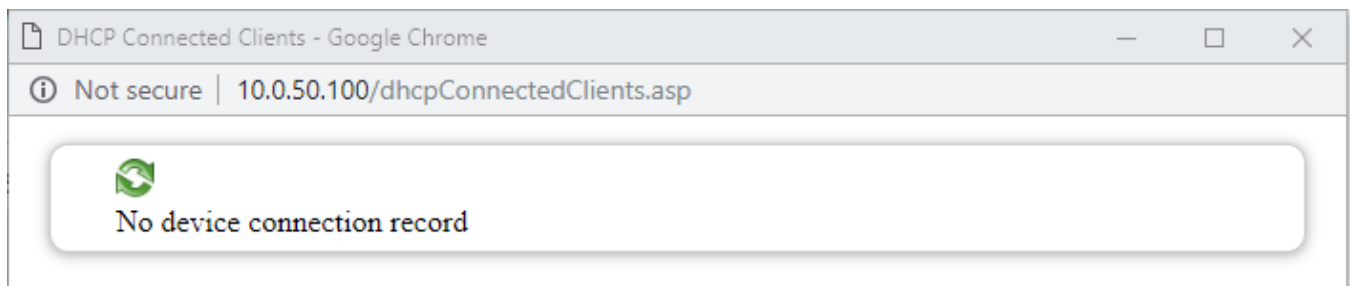 DHCP Connected Clients - Google Chrome
Not secure | 10.0.50.100/dhcpConnectedClients.asp
No device connection record